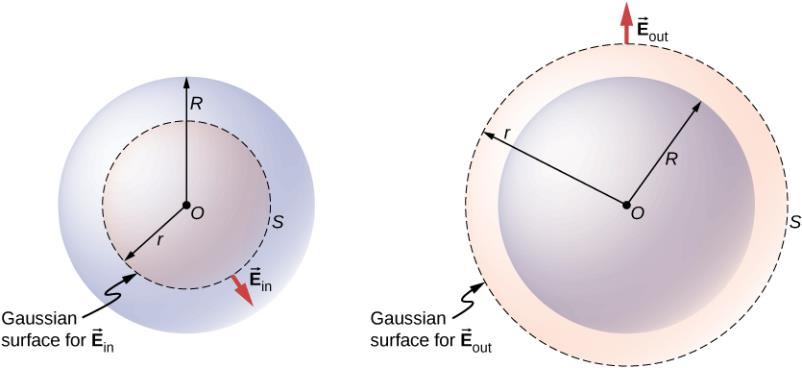 R
O
r
S
E⃗in
Gaussian
surface for E⃗in
E⃗out
r
R
O
S
Gaussian
surface for E⃗out